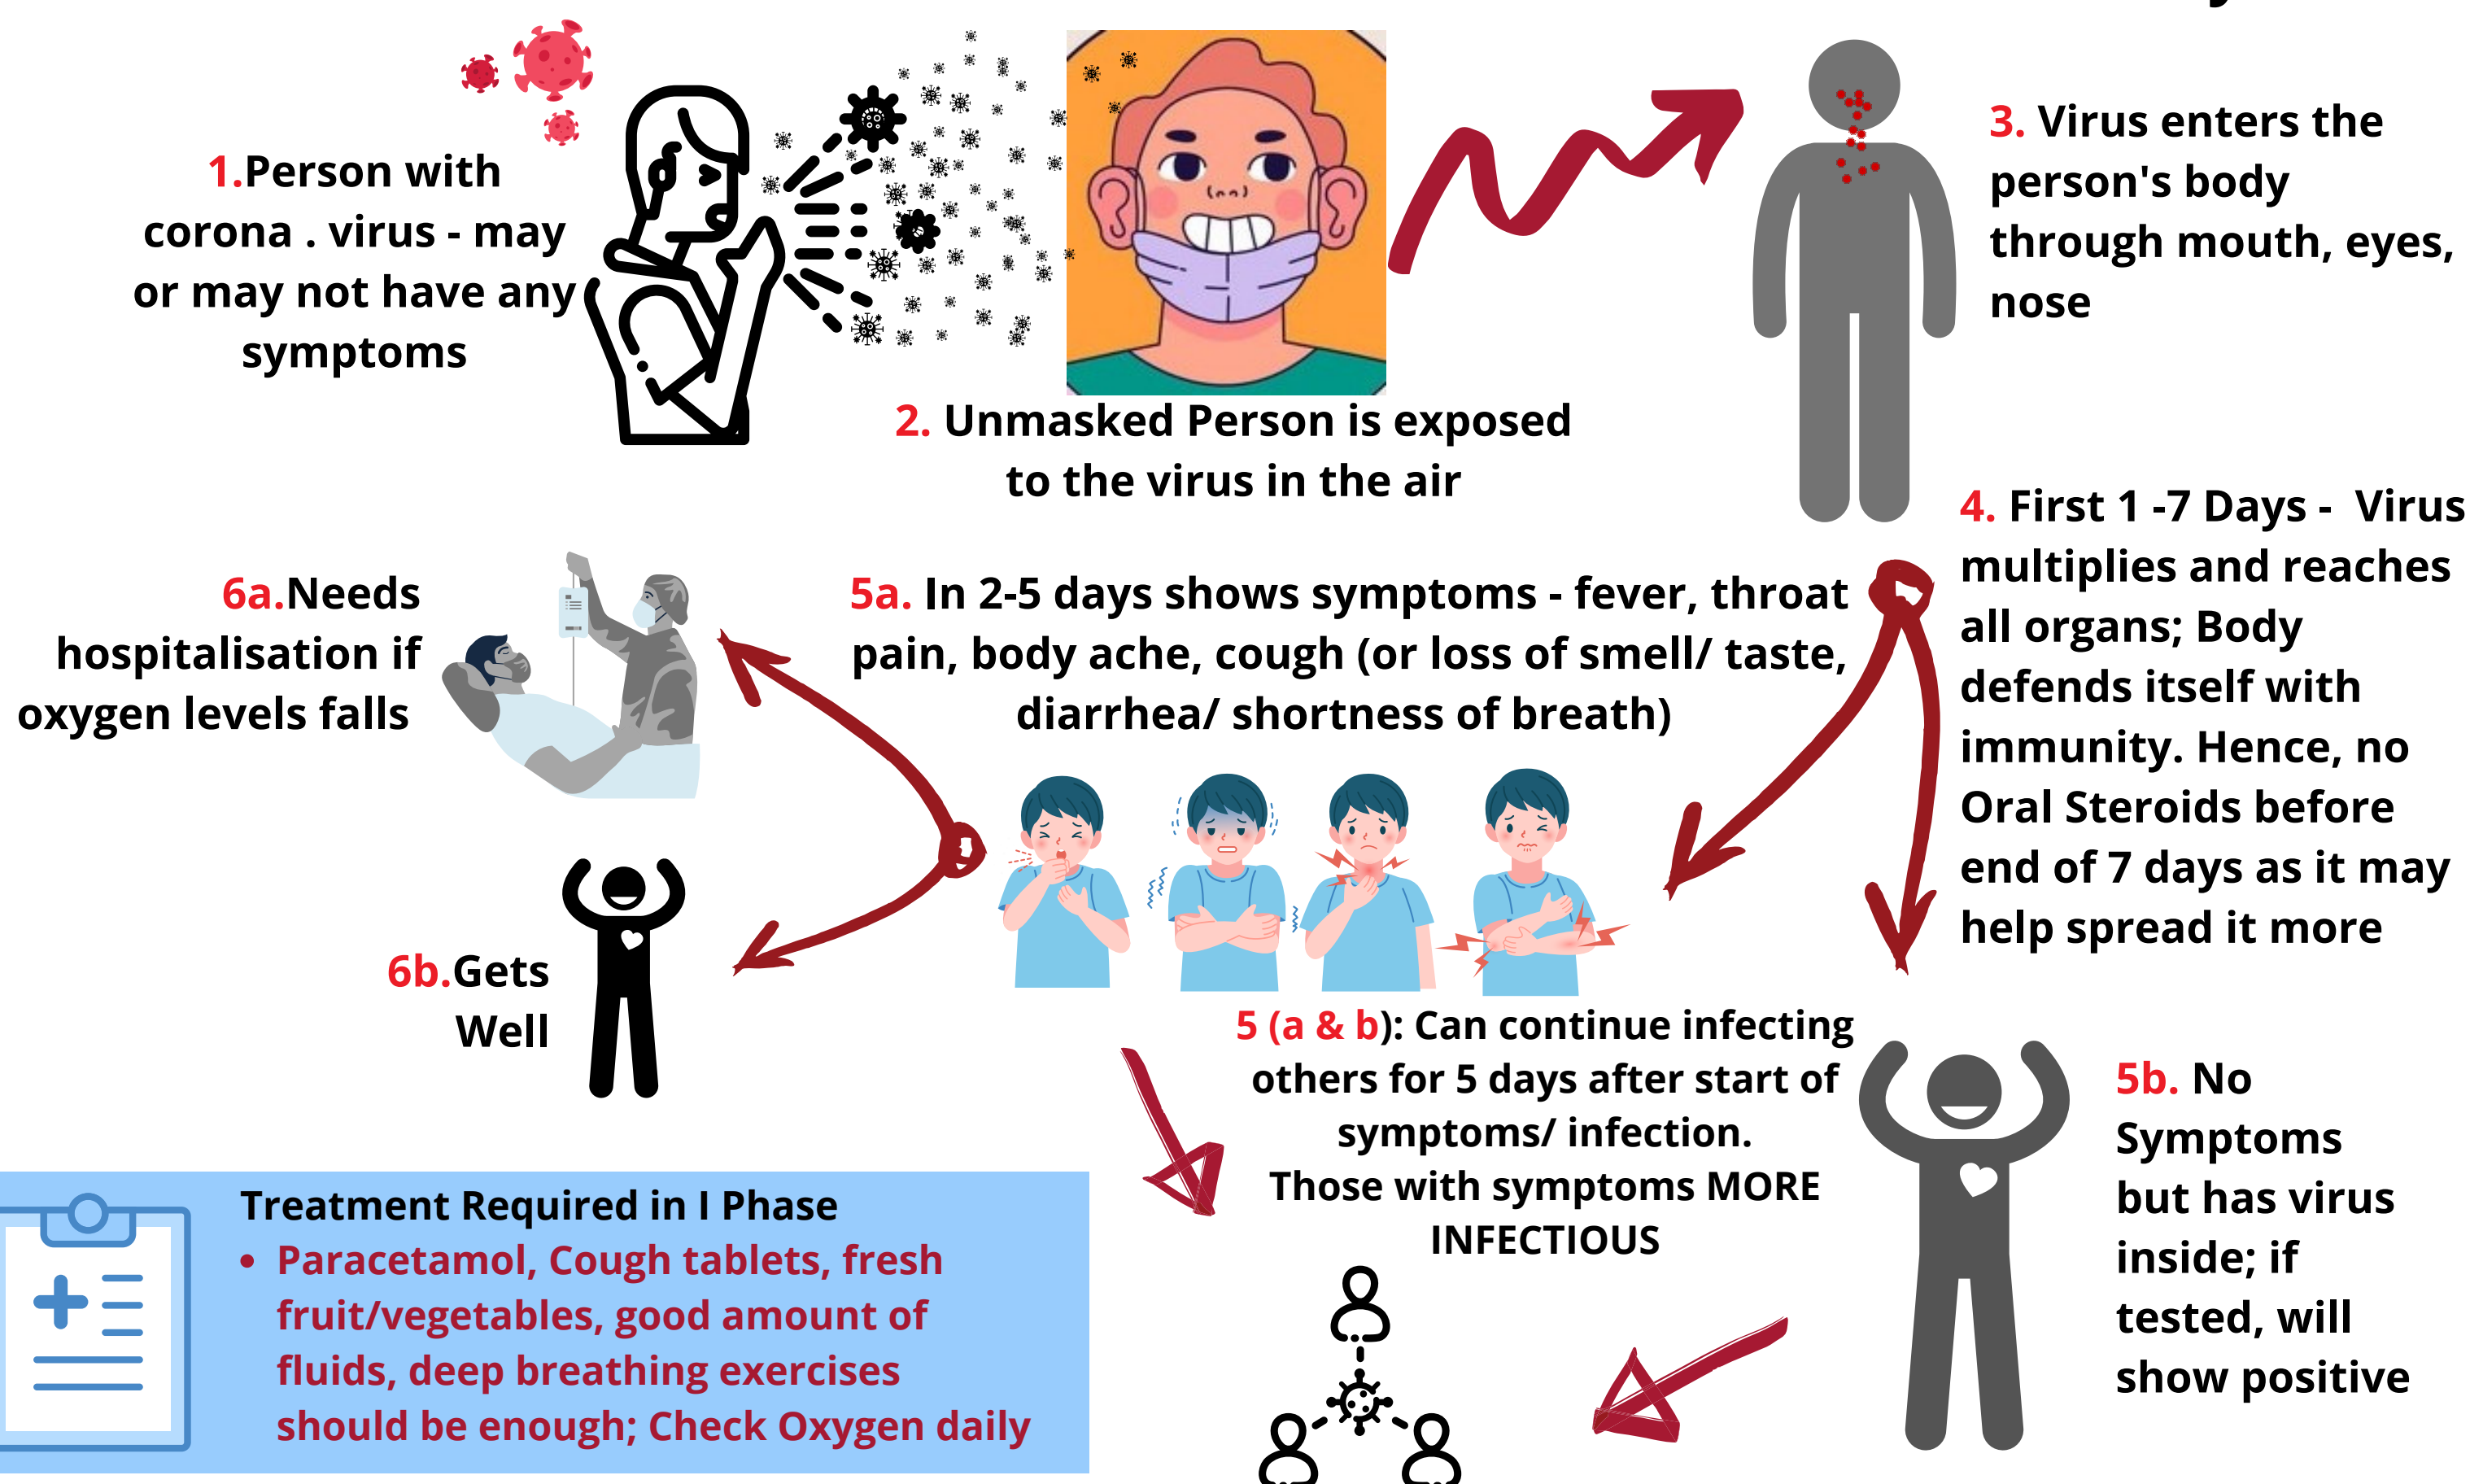 1.Person with
corona . virus - may
or may not have any
symptoms
2. Unmasked Person is exposed
to the virus in the air
3. Virus enters the
person's body
through mouth, eyes,
nose
4. First 1 -7 Days -  Virus
multiplies and reaches
all organs; Body
defends itself with
immunity. Hence, no
Oral Steroids before
end of 7 days as it may
help spread it more
5a. In 2-5 days shows symptoms - fever, throat
pain, body ache, cough (or loss of smell/ taste,
diarrhea/ shortness of breath)
5b. No
Symptoms
but has virus
inside; if
tested, will
show positive
5 (a & b): Can continue infecting
others for 5 days after start of
symptoms/ infection.
Those with symptoms MORE
INFECTIOUS
6a.Needs
hospitalisation if
oxygen levels falls
6b.Gets
Well
Treatment Required in I Phase
• Paracetamol, Cough tablets, fresh
fruit/vegetables, good amount of
fluids, deep breathing exercises
should be enough; Check Oxygen daily